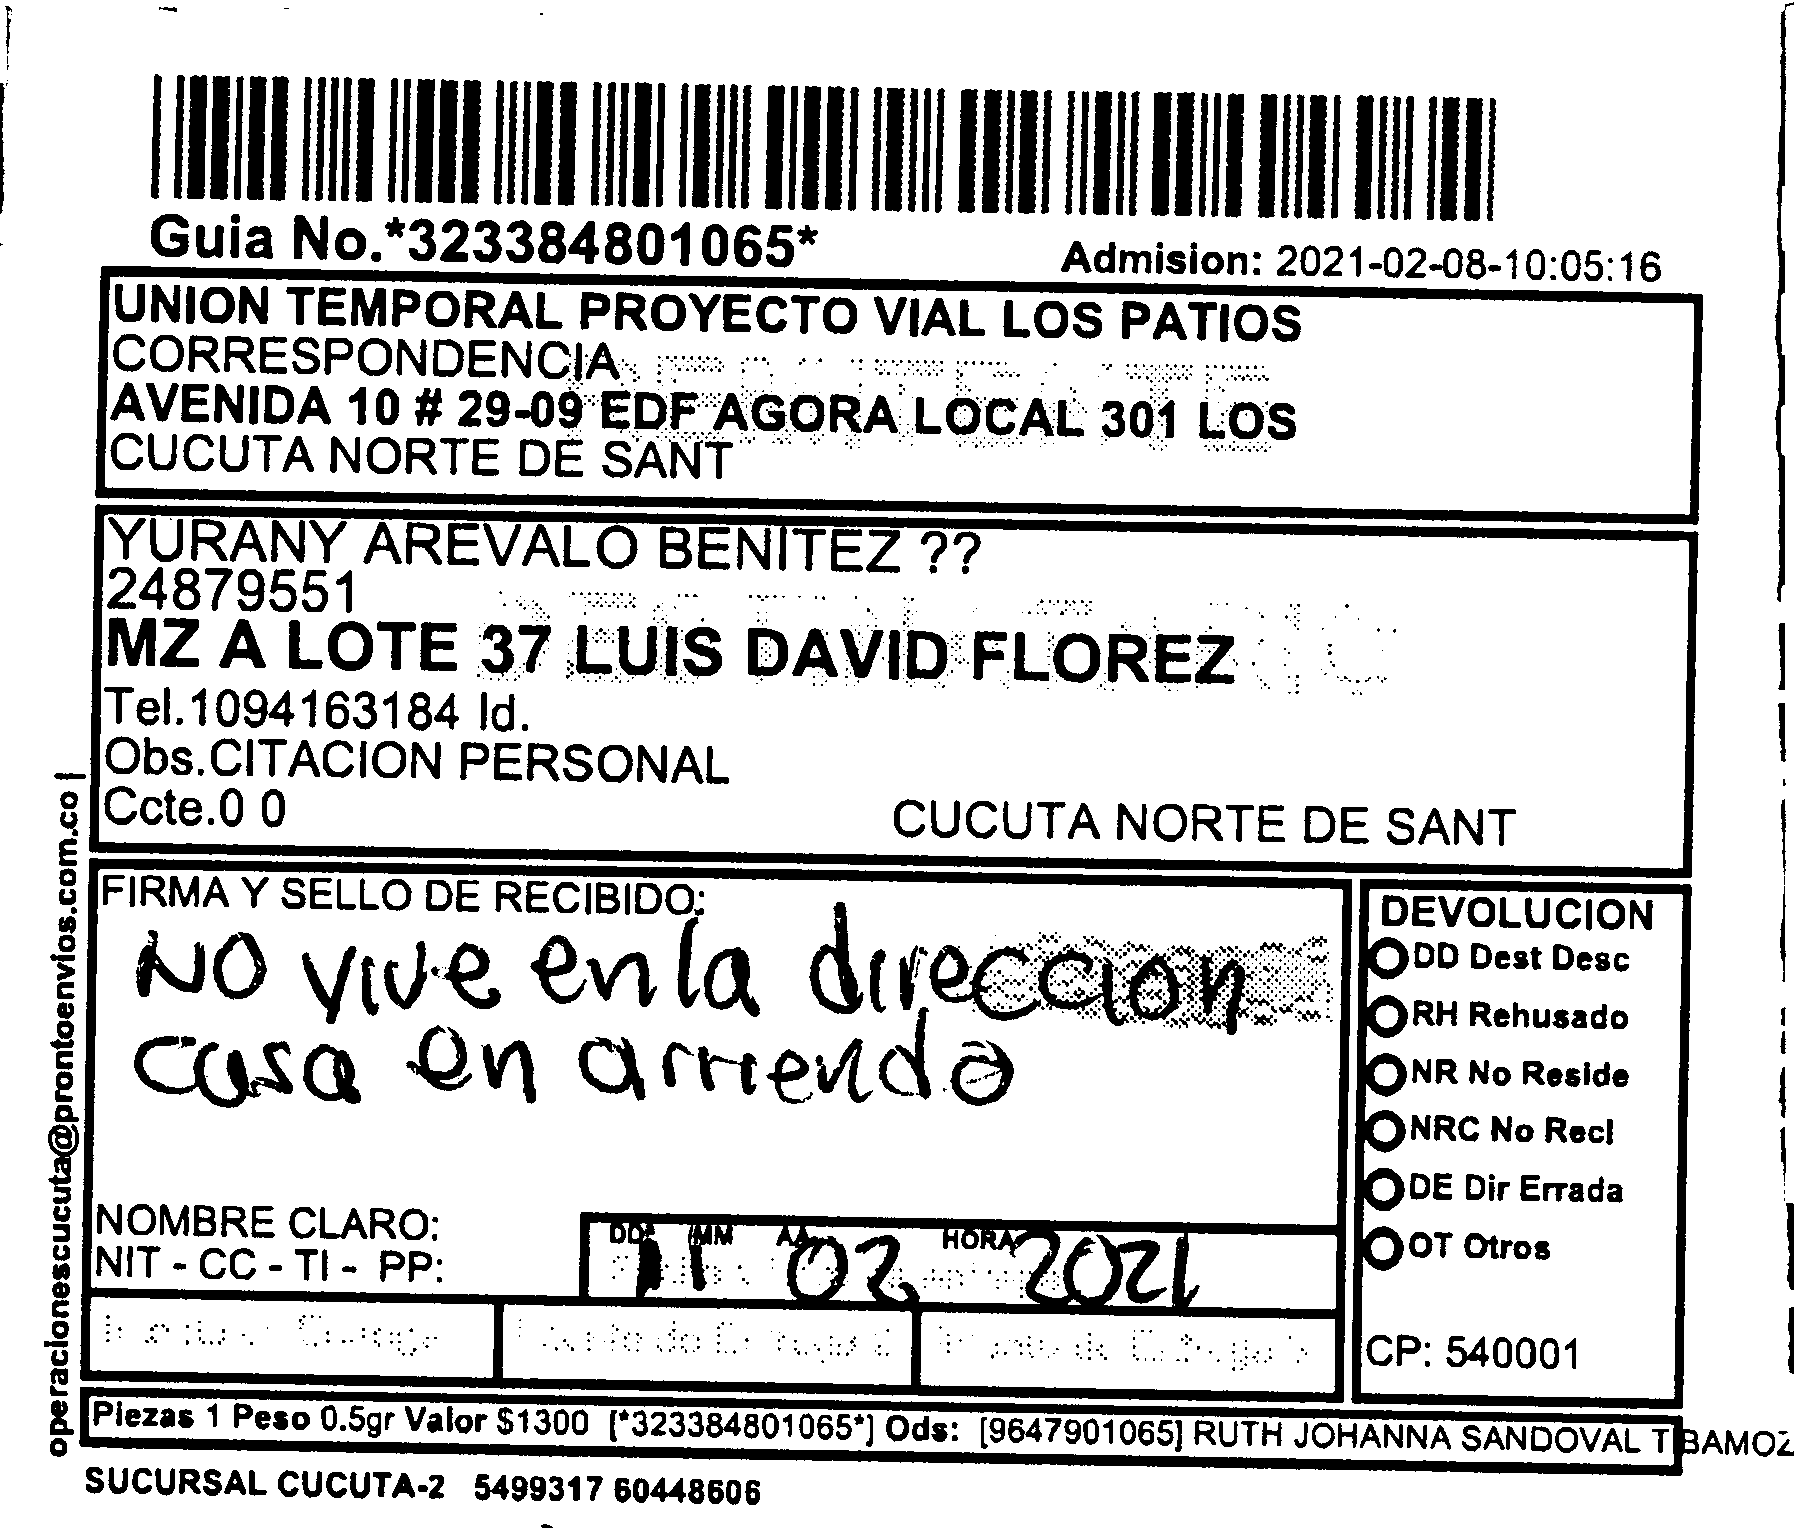 Guia No.*323384801065*
Admision: 2021-02-08-10:05:16
UNION TEMPORAL PROYECTO VIAL LOS PATIOS
CORRESPONDENCIA
AVENIDA 10 # 29-09 EDF AGORA LOCAL 301 LOS
CUCUTA NORTE DE SANT
YURANY AREVALO BENITEZ ??
24879551
MZ A LOTE 37 LUIS DAVID FLOREZ
Tel.1094163184 Id.
Obs.CITACION PERSONAL
Ccte.0 0
CUCUTA NORTE DE SANT
operacionescucuta@prontoenvios.com.co |
FIRMA Y SELLO DE RECIBIDO:
NO vive en la direccion
casa en arriendo
NOMBRE CLARO:
NIT - CC - TI - PP:
DD MM AA HORA
11 02 2021
DEVOLUCION
DD Dest Desc
RH Rehusado
NR No Reside
NRC No Recl
DE Dir Errada
OT Otros
CP: 540001
Piezas 1 Peso 0.5gr Valor $1300 [*323384801065*] Ods: [9647901065] RUTH JOHANNA SANDOVAL TIBAMOZ
SUCURSAL CUCUTA-2 5499317 60448606